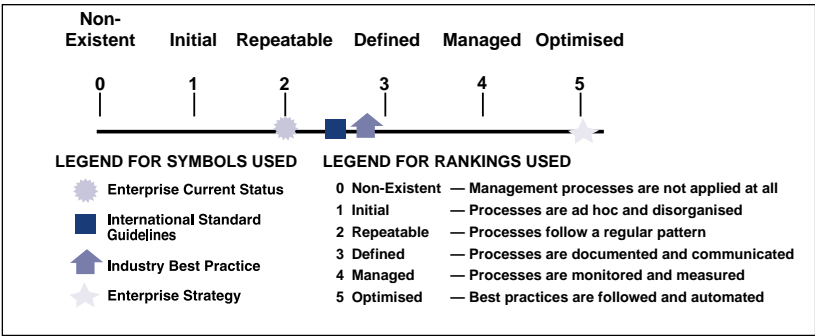 Non-
Existent Initial Repeatable Defined Managed Optimised
0 1 2 3 4 5
LEGEND FOR SYMBOLS USED
Enterprise Current Status
International Standard
Guidelines
Industry Best Practice
Enterprise Strategy
LEGEND FOR RANKINGS USED
0 Non-Existent — Management processes are not applied at all
1 Initial — Processes are ad hoc and disorganised
2 Repeatable — Processes follow a regular pattern
3 Defined — Processes are documented and communicated
4 Managed — Processes are monitored and measured
5 Optimised — Best practices are followed and automated